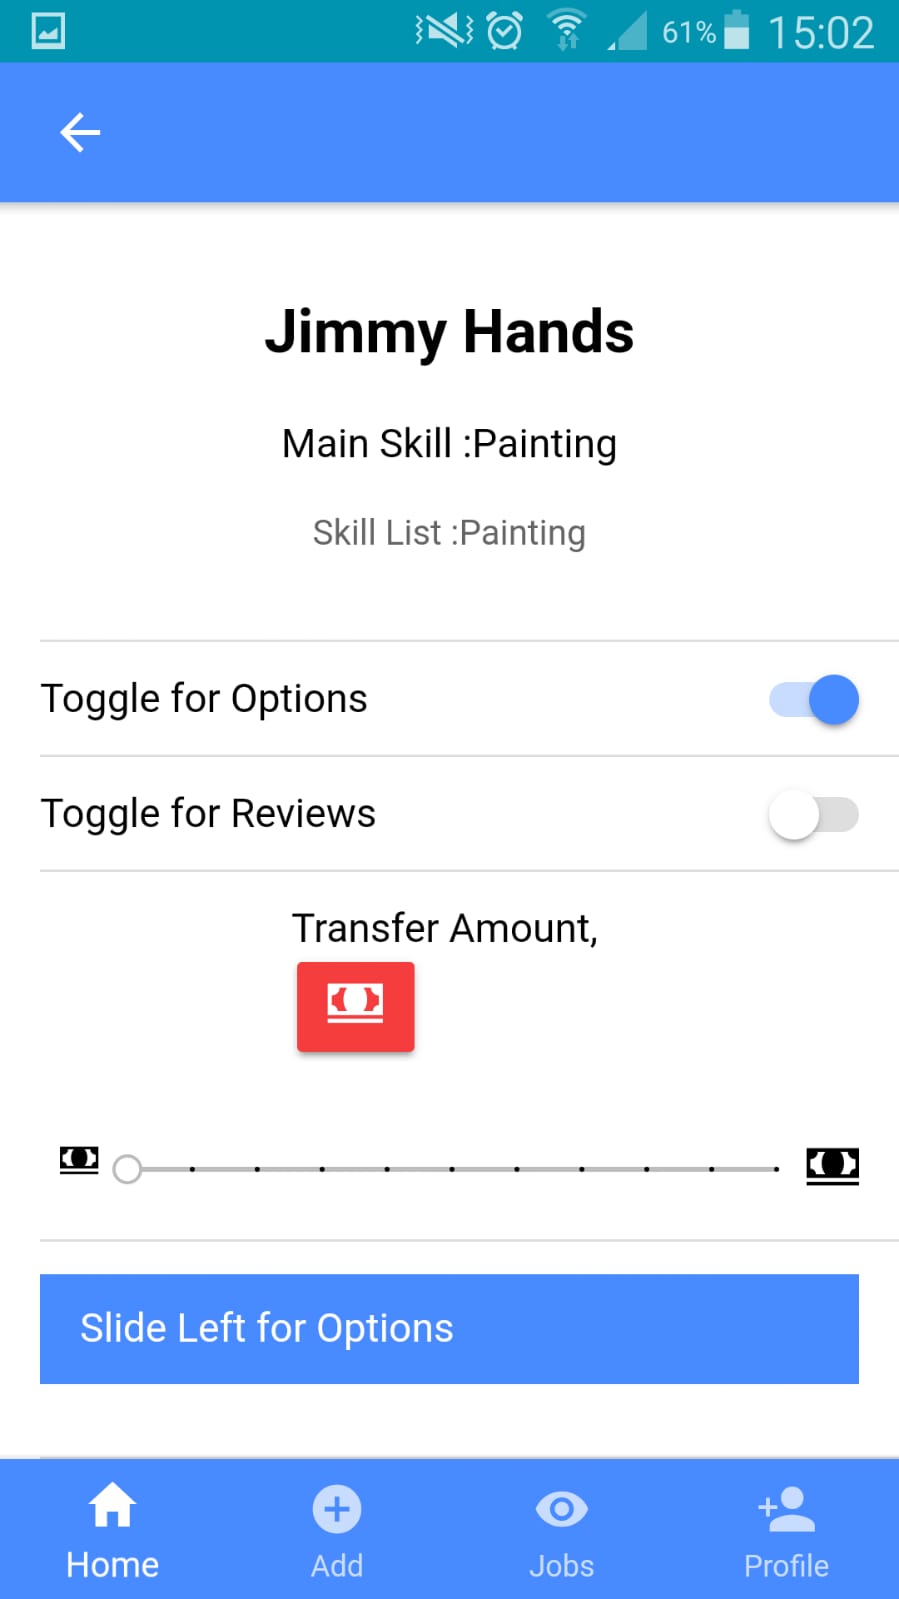 61% 15:02
Jimmy Hands
Main Skill :Painting
Skill List :Painting
Toggle for Options
Toggle for Reviews
Transfer Amount,
Slide Left for Options
Home Add Jobs Profile